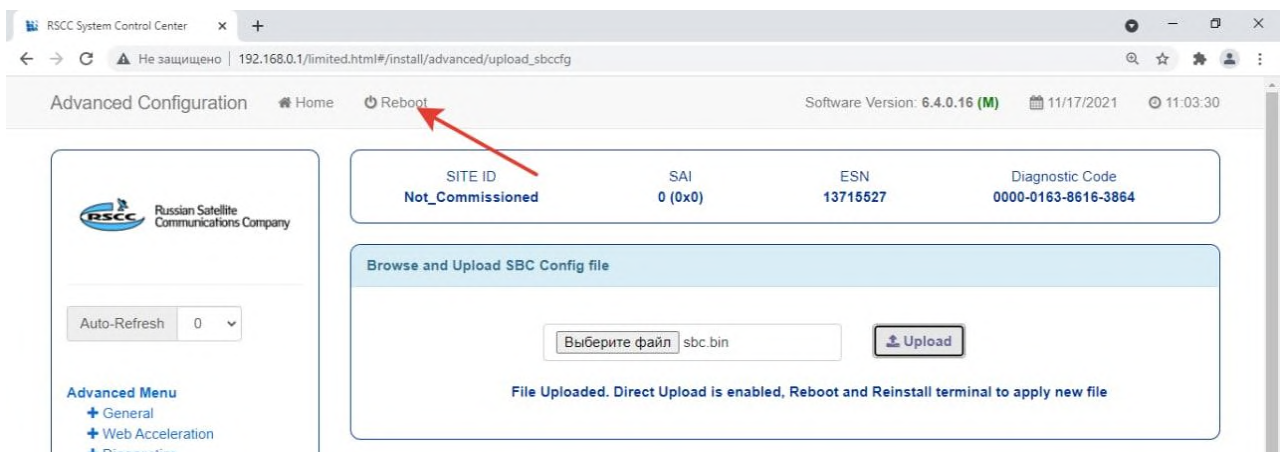 RSCC System Control Center
Не защищено | 192.168.0.1/limited.html#/install/advanced/upload_sbccfg
Advanced Configuration Home Reboot Software Version: 6.4.0.16 (M) 11/17/2021 11:03:30
RSCC Russian Satellite
Communications Company
SITE ID SAI ESN Diagnostic Code
Not_Commissioned 0 (0x0) 13715527 0000-0163-8616-3864
Browse and Upload SBC Config file
Auto-Refresh 0
Выберите файл sbc.bin Upload
File Uploaded. Direct Upload is enabled, Reboot and Reinstall terminal to apply new file
Advanced Menu
General
Web Acceleration